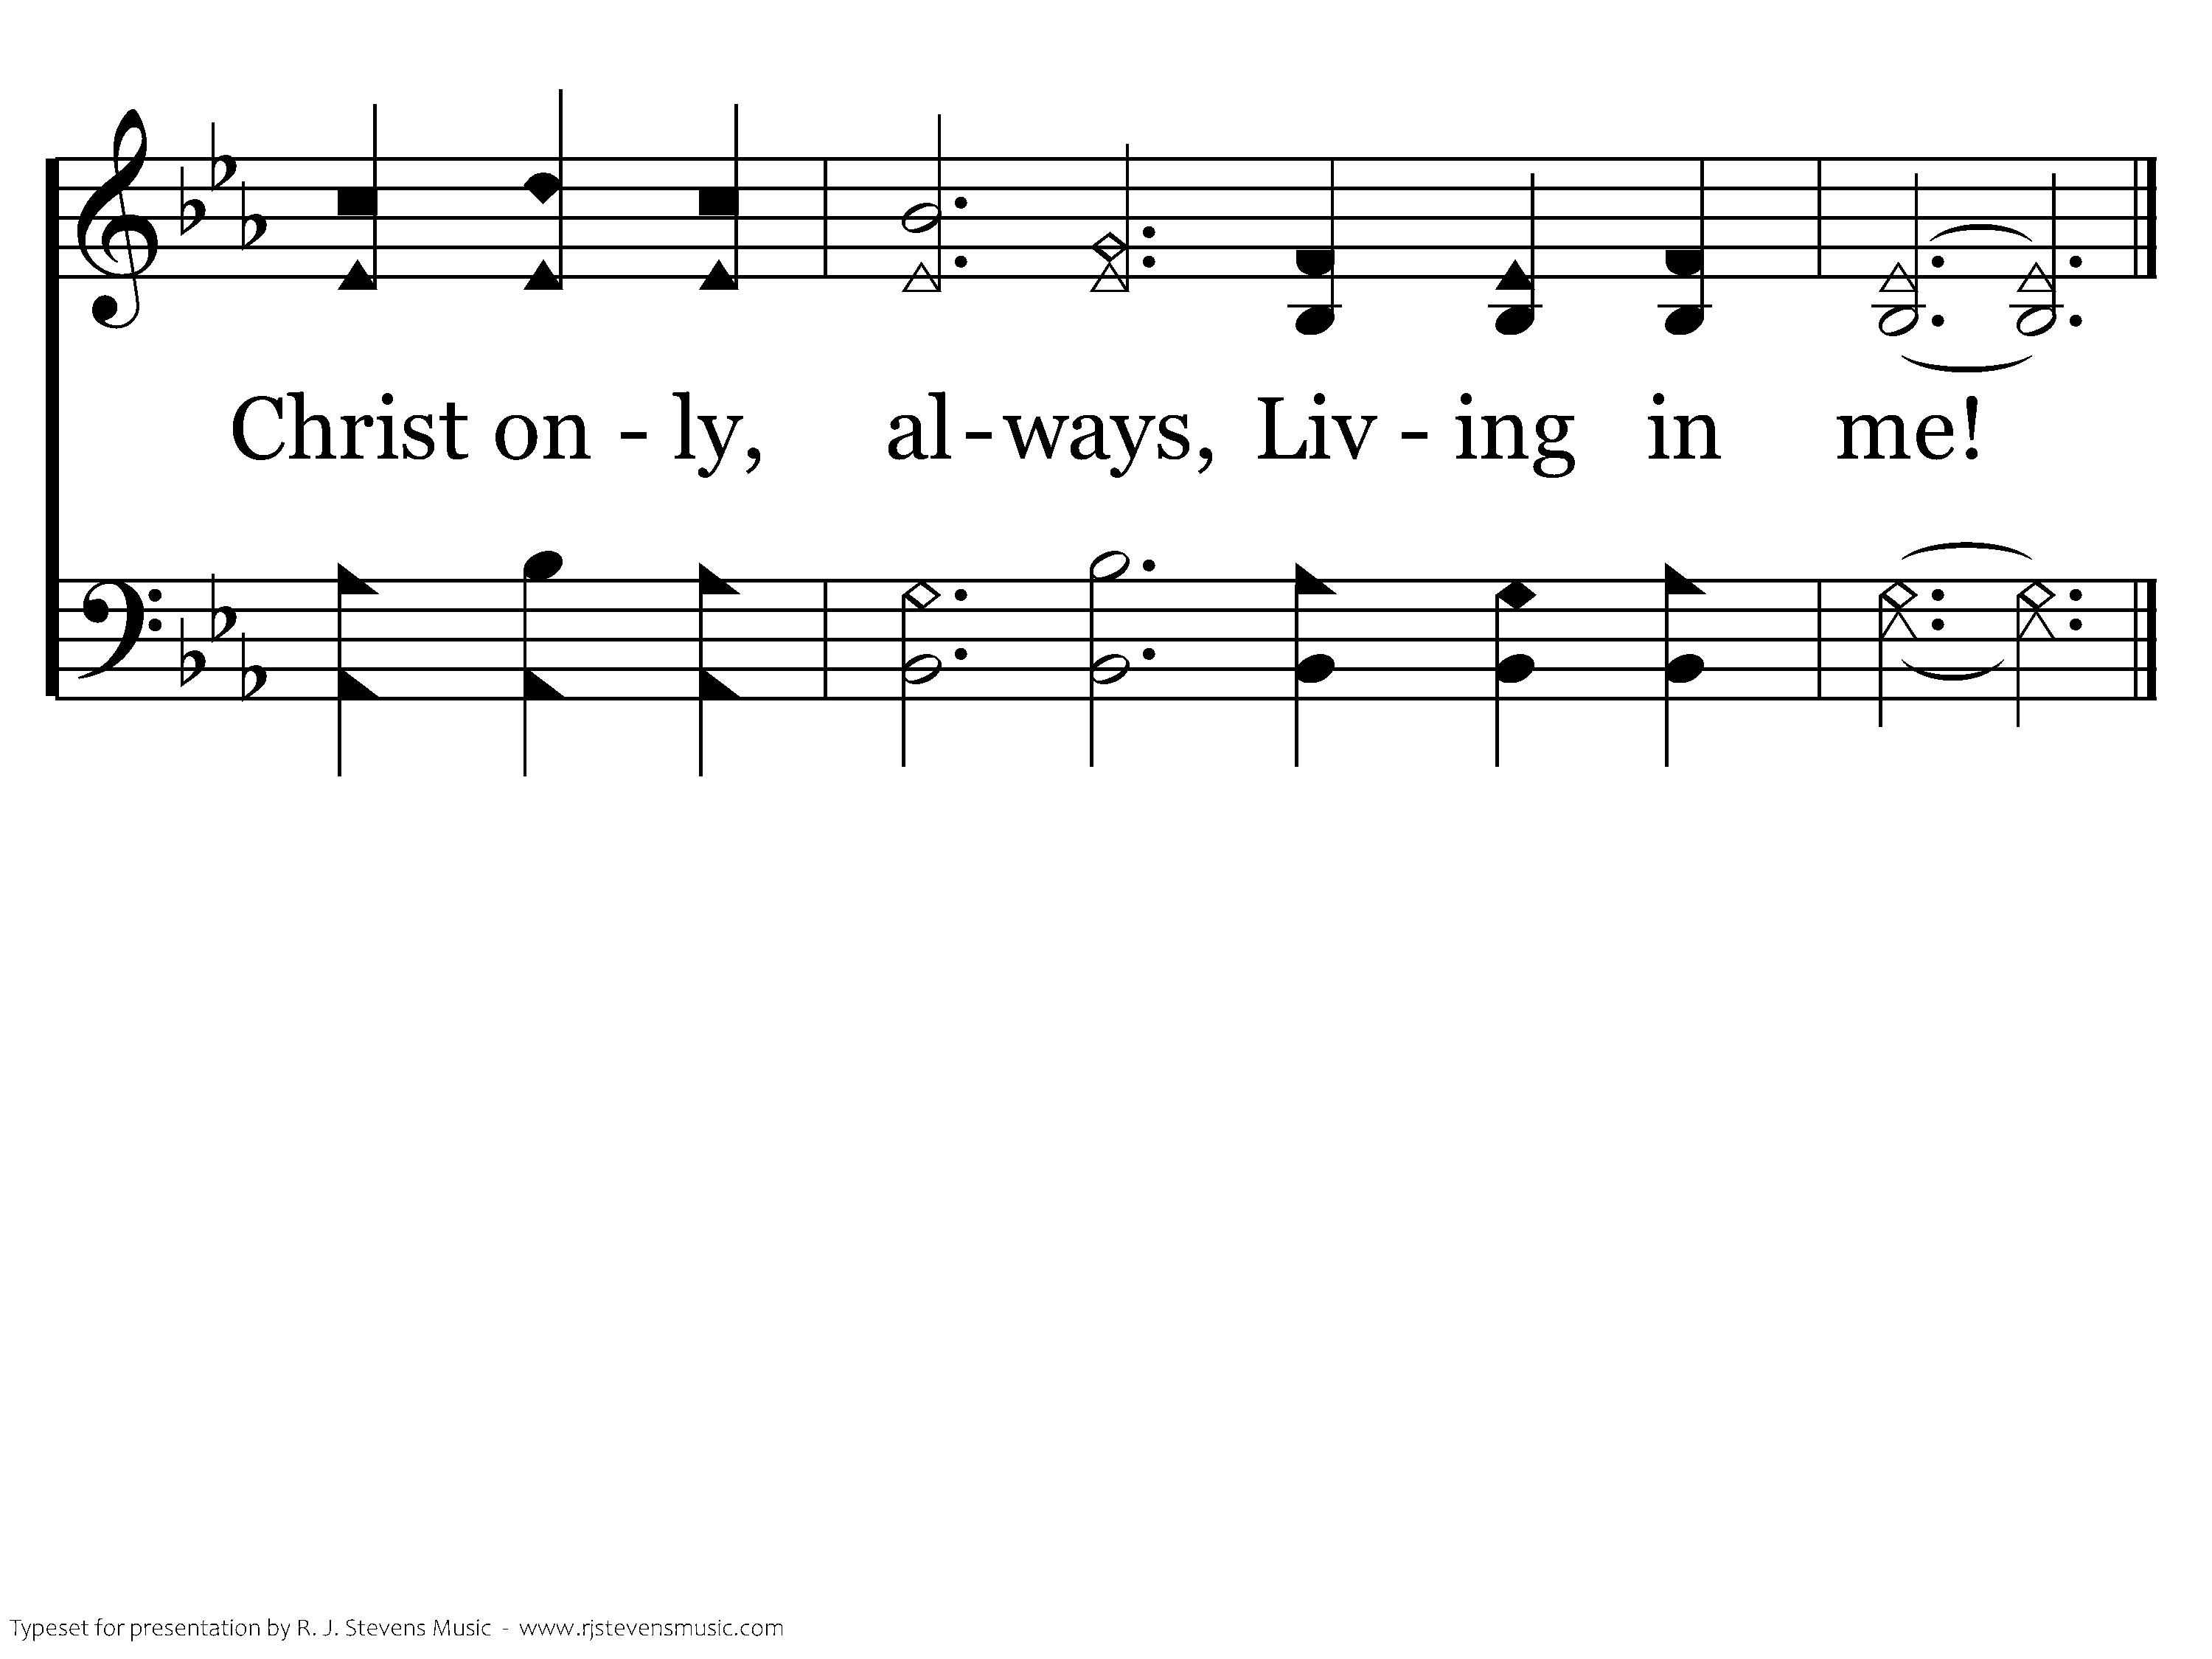 Christ on - ly, al - ways, Liv - ing in me!
Typeset for presentation by R. J. Stevens Music - www.rjstevensmusic.com